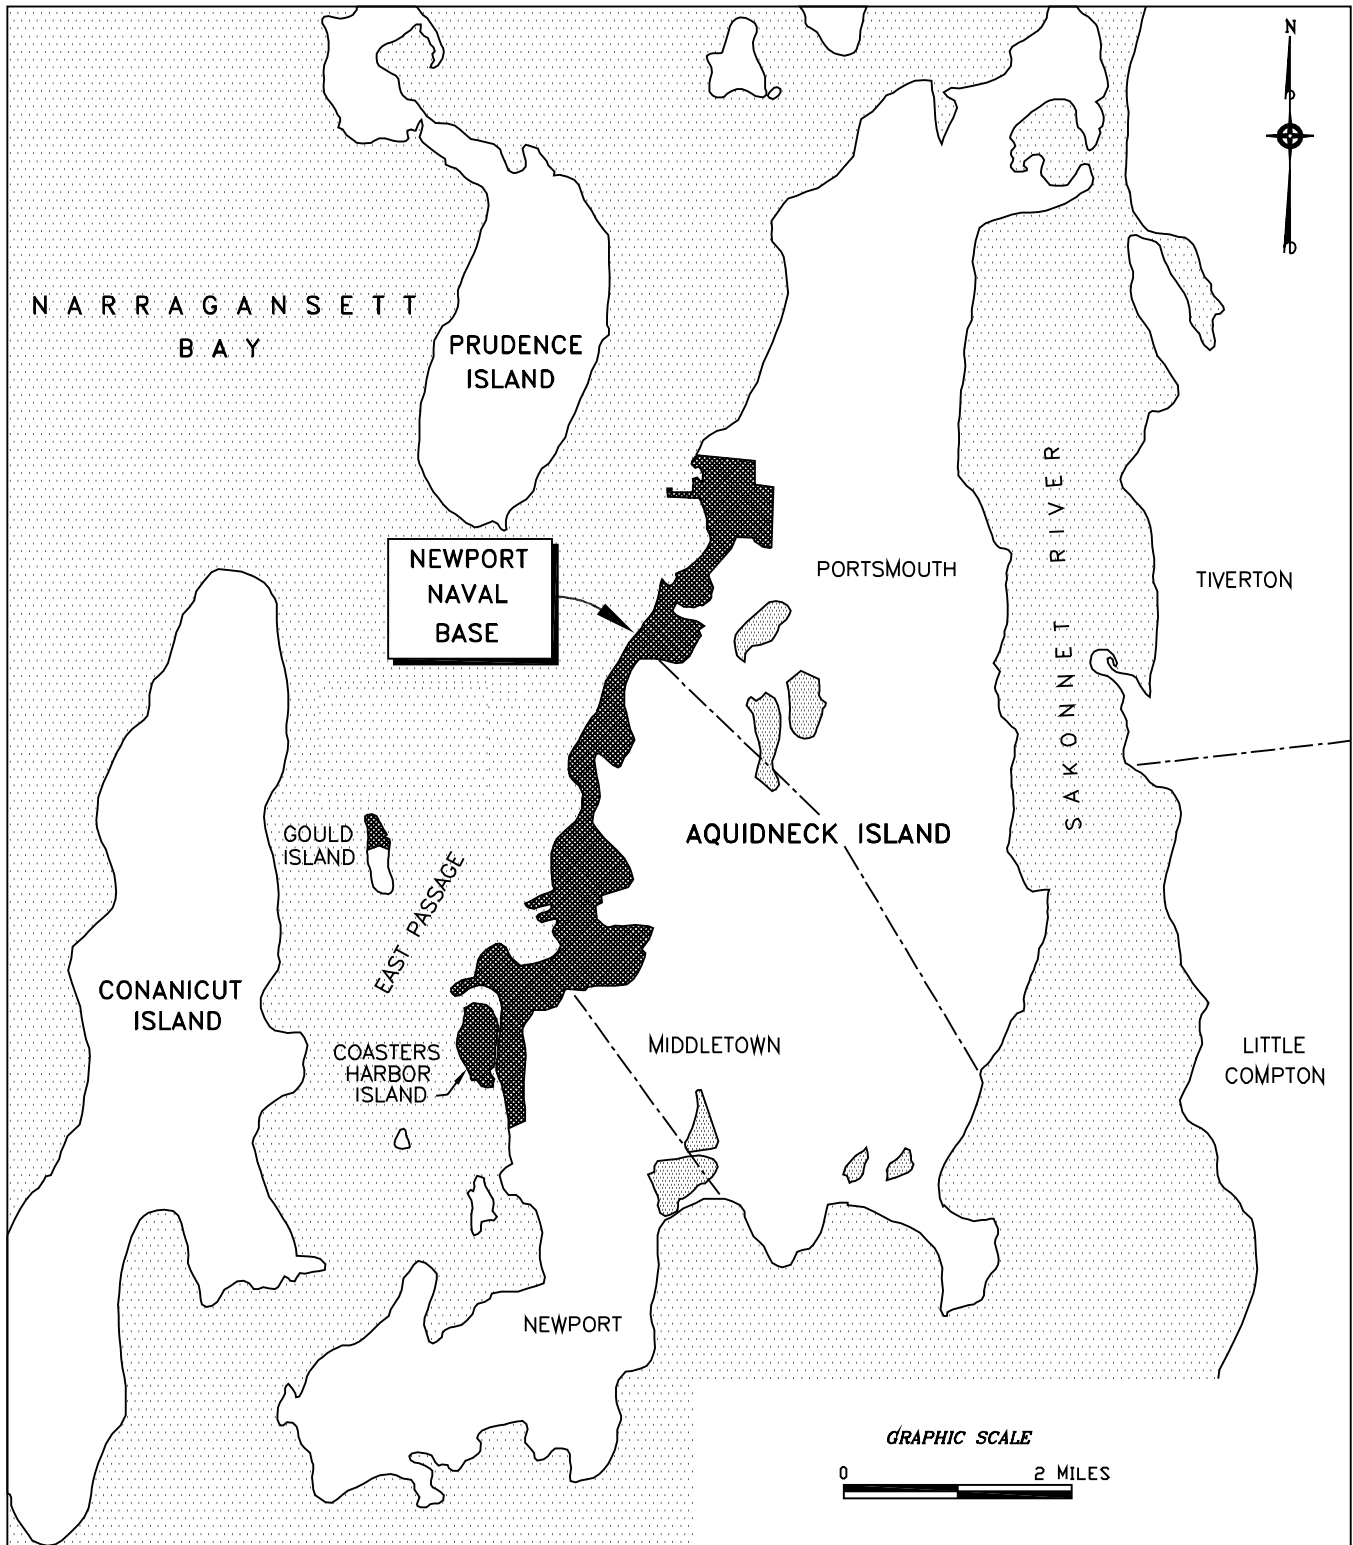 N
NARRAGANSETT
BAY
PRUDENCE
ISLAND
NEWPORT
NAVAL
BASE
PORTSMOUTH
SAKONNET RIVER
TIVERTON
GOULD
ISLAND
EAST PASSAGE
AQUIDNECK ISLAND
CONANICUT
ISLAND
COASTERS
HARBOR
ISLAND
MIDDLETOWN
LITTLE
COMPTON
NEWPORT
GRAPHIC SCALE
0 2 MILES